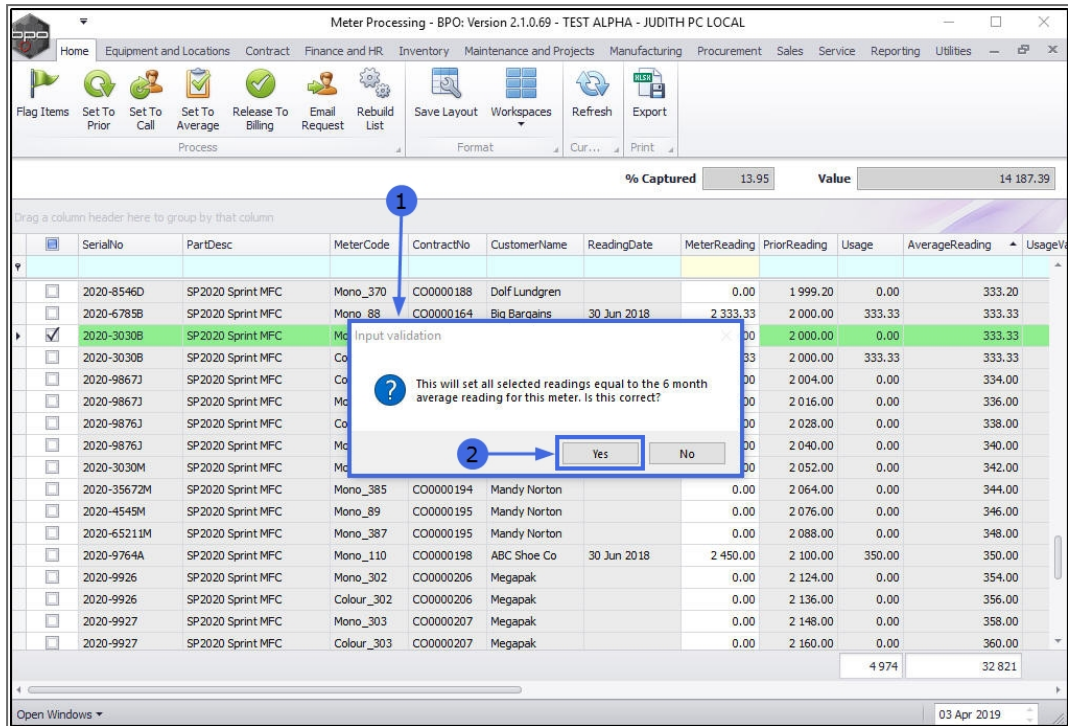 Meter Processing - BPO: Version 2.1.0.69 - TEST ALPHA - JUDITH PC LOCAL
bpo
Home Equipment and Locations Contract Finance and HR Inventory Maintenance and Projects Manufacturing Procurement Sales Service Reporting Utilities
Flag Items Set To Prior Set To Call Set To Average Release To Billing Email Request Rebuild List Save Layout Workspaces Refresh Export
Process Format Cur... Print
% Captured 13.95 Value 14 187.39
1
Drag a column header here to group by that column
SerialNo PartDesc MeterCode ContractNo CustomerName ReadingDate MeterReading PriorReading Usage AverageReading UsageVa
2020-8546D SP2020 Sprint MFC Mono_370 CO0000188 Dolf Lundgren 0.00 1 999.20 0.00 333.20
2020-6785B SP2020 Sprint MFC Mono_88 CO0000164 Big Bargains 30 Jun 2018 2 333.33 2 000.00 333.33 333.33
2020-3030B SP2020 Sprint MFC Mo 00 2 000.00 0.00 333.33
2020-3030B SP2020 Sprint MFC Co 33 2 000.00 333.33 333.33
2020-9867J SP2020 Sprint MFC Co 00 2 004.00 0.00 334.00
2020-9867J SP2020 Sprint MFC Mo 00 2 016.00 0.00 336.00
2020-9876J SP2020 Sprint MFC Co 00 2 028.00 0.00 338.00
2020-9876J SP2020 Sprint MFC Mo 00 2 040.00 0.00 340.00
2020-3030M SP2020 Sprint MFC Mo 00 2 052.00 0.00 342.00
2020-35672M SP2020 Sprint MFC Mono_385 CO0000194 Mandy Norton 0.00 2 064.00 0.00 344.00
2020-4545M SP2020 Sprint MFC Mono_89 CO0000195 Mandy Norton 0.00 2 076.00 0.00 346.00
2020-65211M SP2020 Sprint MFC Mono_387 CO0000195 Mandy Norton 0.00 2 088.00 0.00 348.00
2020-9764A SP2020 Sprint MFC Mono_110 CO0000198 ABC Shoe Co 30 Jun 2018 2 450.00 2 100.00 350.00 350.00
2020-9926 SP2020 Sprint MFC Mono_302 CO0000206 Megapak 0.00 2 124.00 0.00 354.00
2020-9926 SP2020 Sprint MFC Colour_302 CO0000206 Megapak 0.00 2 136.00 0.00 356.00
2020-9927 SP2020 Sprint MFC Mono_303 CO0000207 Megapak 0.00 2 148.00 0.00 358.00
2020-9927 SP2020 Sprint MFC Colour_303 CO0000207 Megapak 0.00 2 160.00 0.00 360.00
4 974 32 821
Input validation
This will set all selected readings equal to the 6 month
average reading for this meter. Is this correct?
2 Yes No
Open Windows 03 Apr 2019